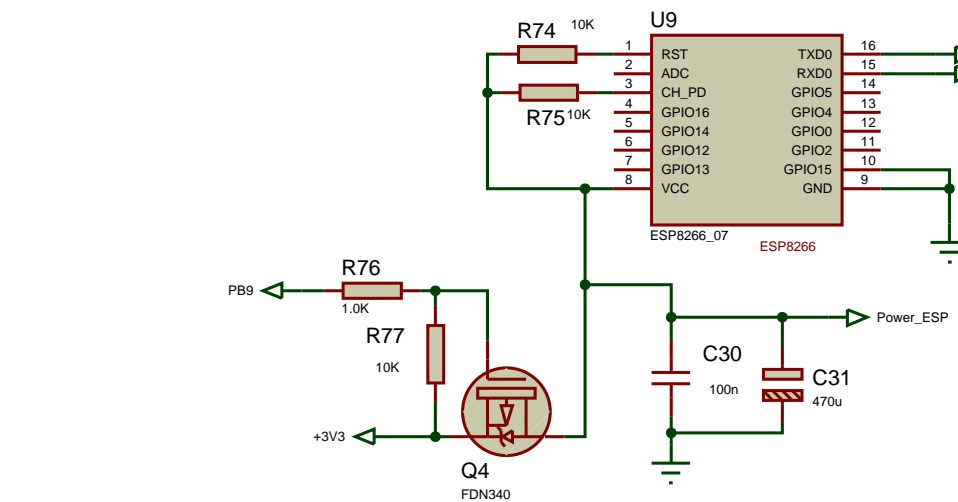 U9
R74 10K
1 RST TXD0 16
2 ADC RXD0 15
3 CH_PD GPIO5 14
R75 10K
4 GPIO16 GPIO4 13
5 GPIO14 GPIO0 12
6 GPIO12 GPIO2 11
7 GPIO13 GPIO15 10
8 VCC GND 9
ESP8266_07
ESP8266
R76
PB9
1.0K
Power_ESP
R77
10K
C30
100n
C31
470u
+3V3
Q4
FDN340